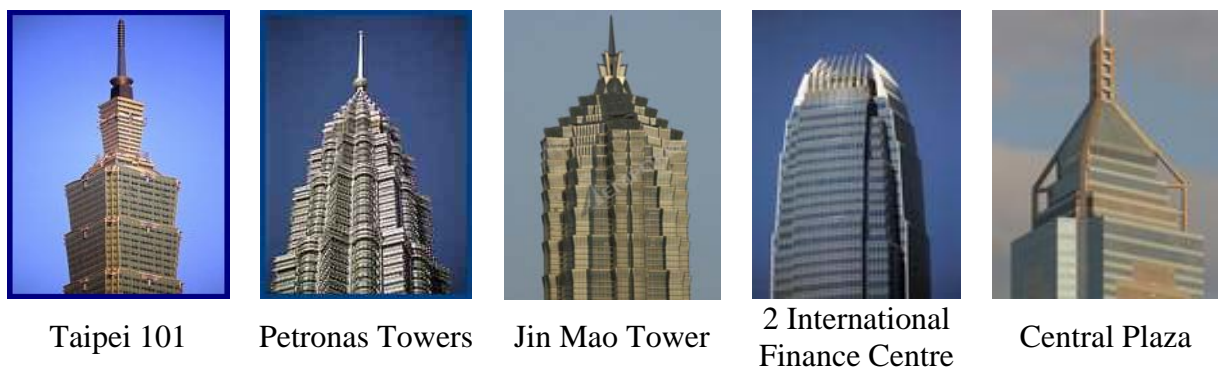 Taipei 101
Petronas Towers
Jin Mao Tower
2 International
Finance Centre
Central Plaza